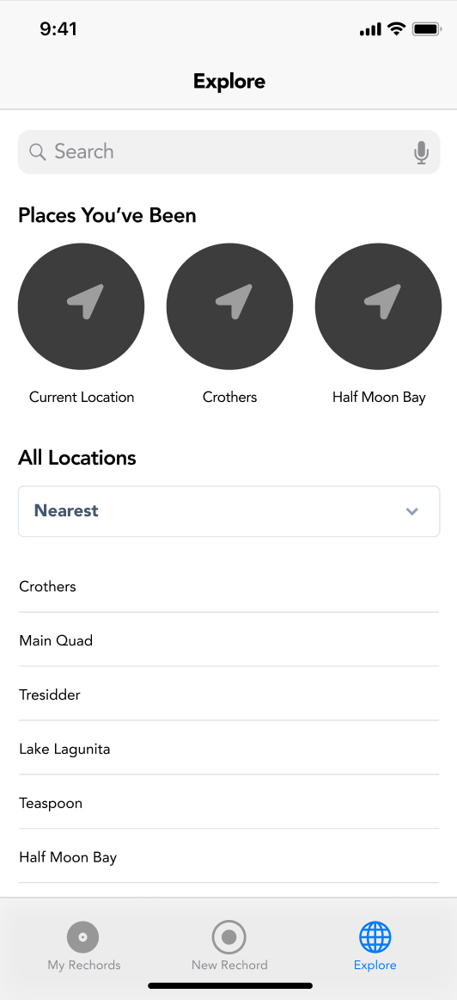 9:41
Explore
Search
Places You’ve Been
Current Location Crothers Half Moon Bay
All Locations
Nearest
Crothers
Main Quad
Tresidder
Lake Lagunita
Teaspoon
Half Moon Bay
My Rechords New Rechord Explore